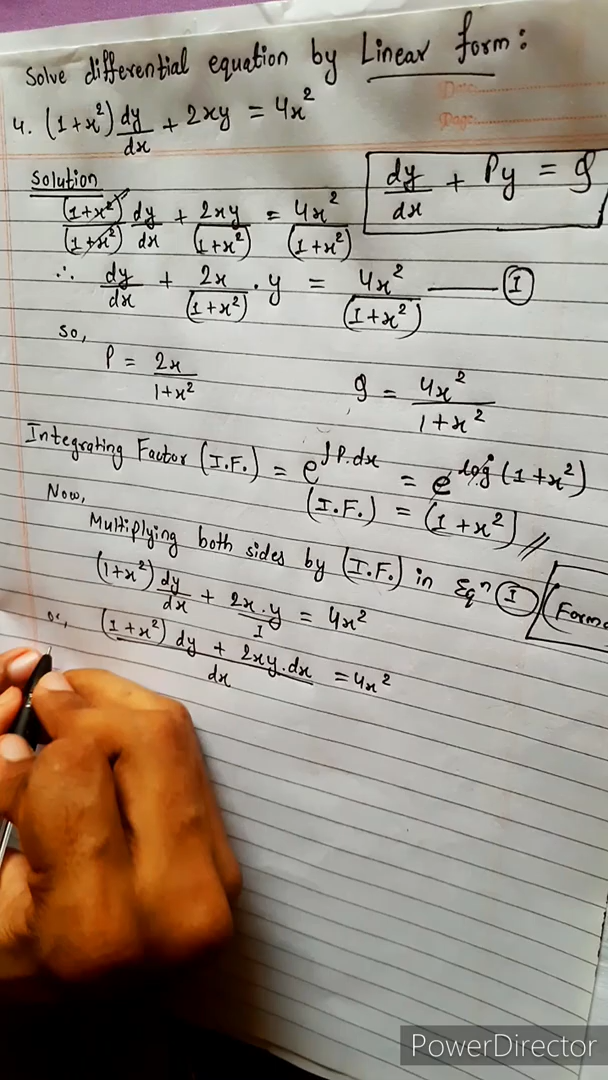 Solve differential equation by Linear form:
Date
Page
4. (1+x²) dy/dx + 2xy = 4x²
Solution
dy/dx + Py = Q
(1+x²)/(1+x²) dy/dx + 2xy/(1+x²) = 4x²/(1+x²)
∴ dy/dx + 2x/(1+x²) · y = 4x²/(1+x²) —— I
So,
P = 2x/1+x² Q = 4x²/1+x²
Integrating Factor (I.F.) = e^∫P.dx = e^log(1+x²)
(I.F.) = (1+x²)//
Now,
Multiplying both sides by (I.F.) in Eqⁿ I
(1+x²) dy/dx + 2x.y/1 = 4x²
or, (1+x²) dy + 2xy.dx/dx = 4x²
PowerDirector